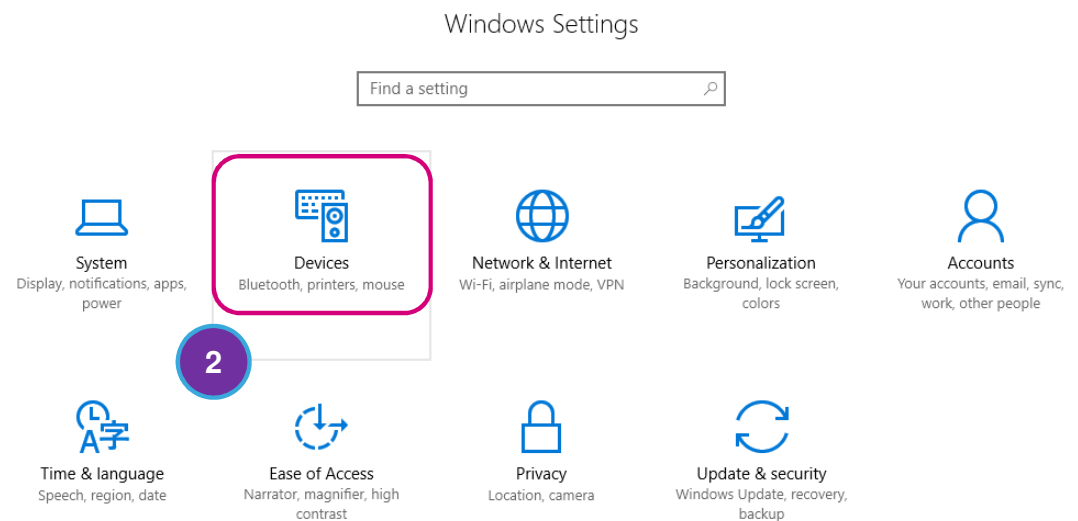 Windows Settings
Find a setting
System
Display, notifications, apps,
power
Devices
Bluetooth, printers, mouse
Network & Internet
Wi-Fi, airplane mode, VPN
Personalization
Background, lock screen,
colors
Accounts
Your accounts, email, sync,
work, other people
2
A字
Time & language
Speech, region, date
Ease of Access
Narrator, magnifier, high
contrast
Privacy
Location, camera
Update & security
Windows Update, recovery,
backup